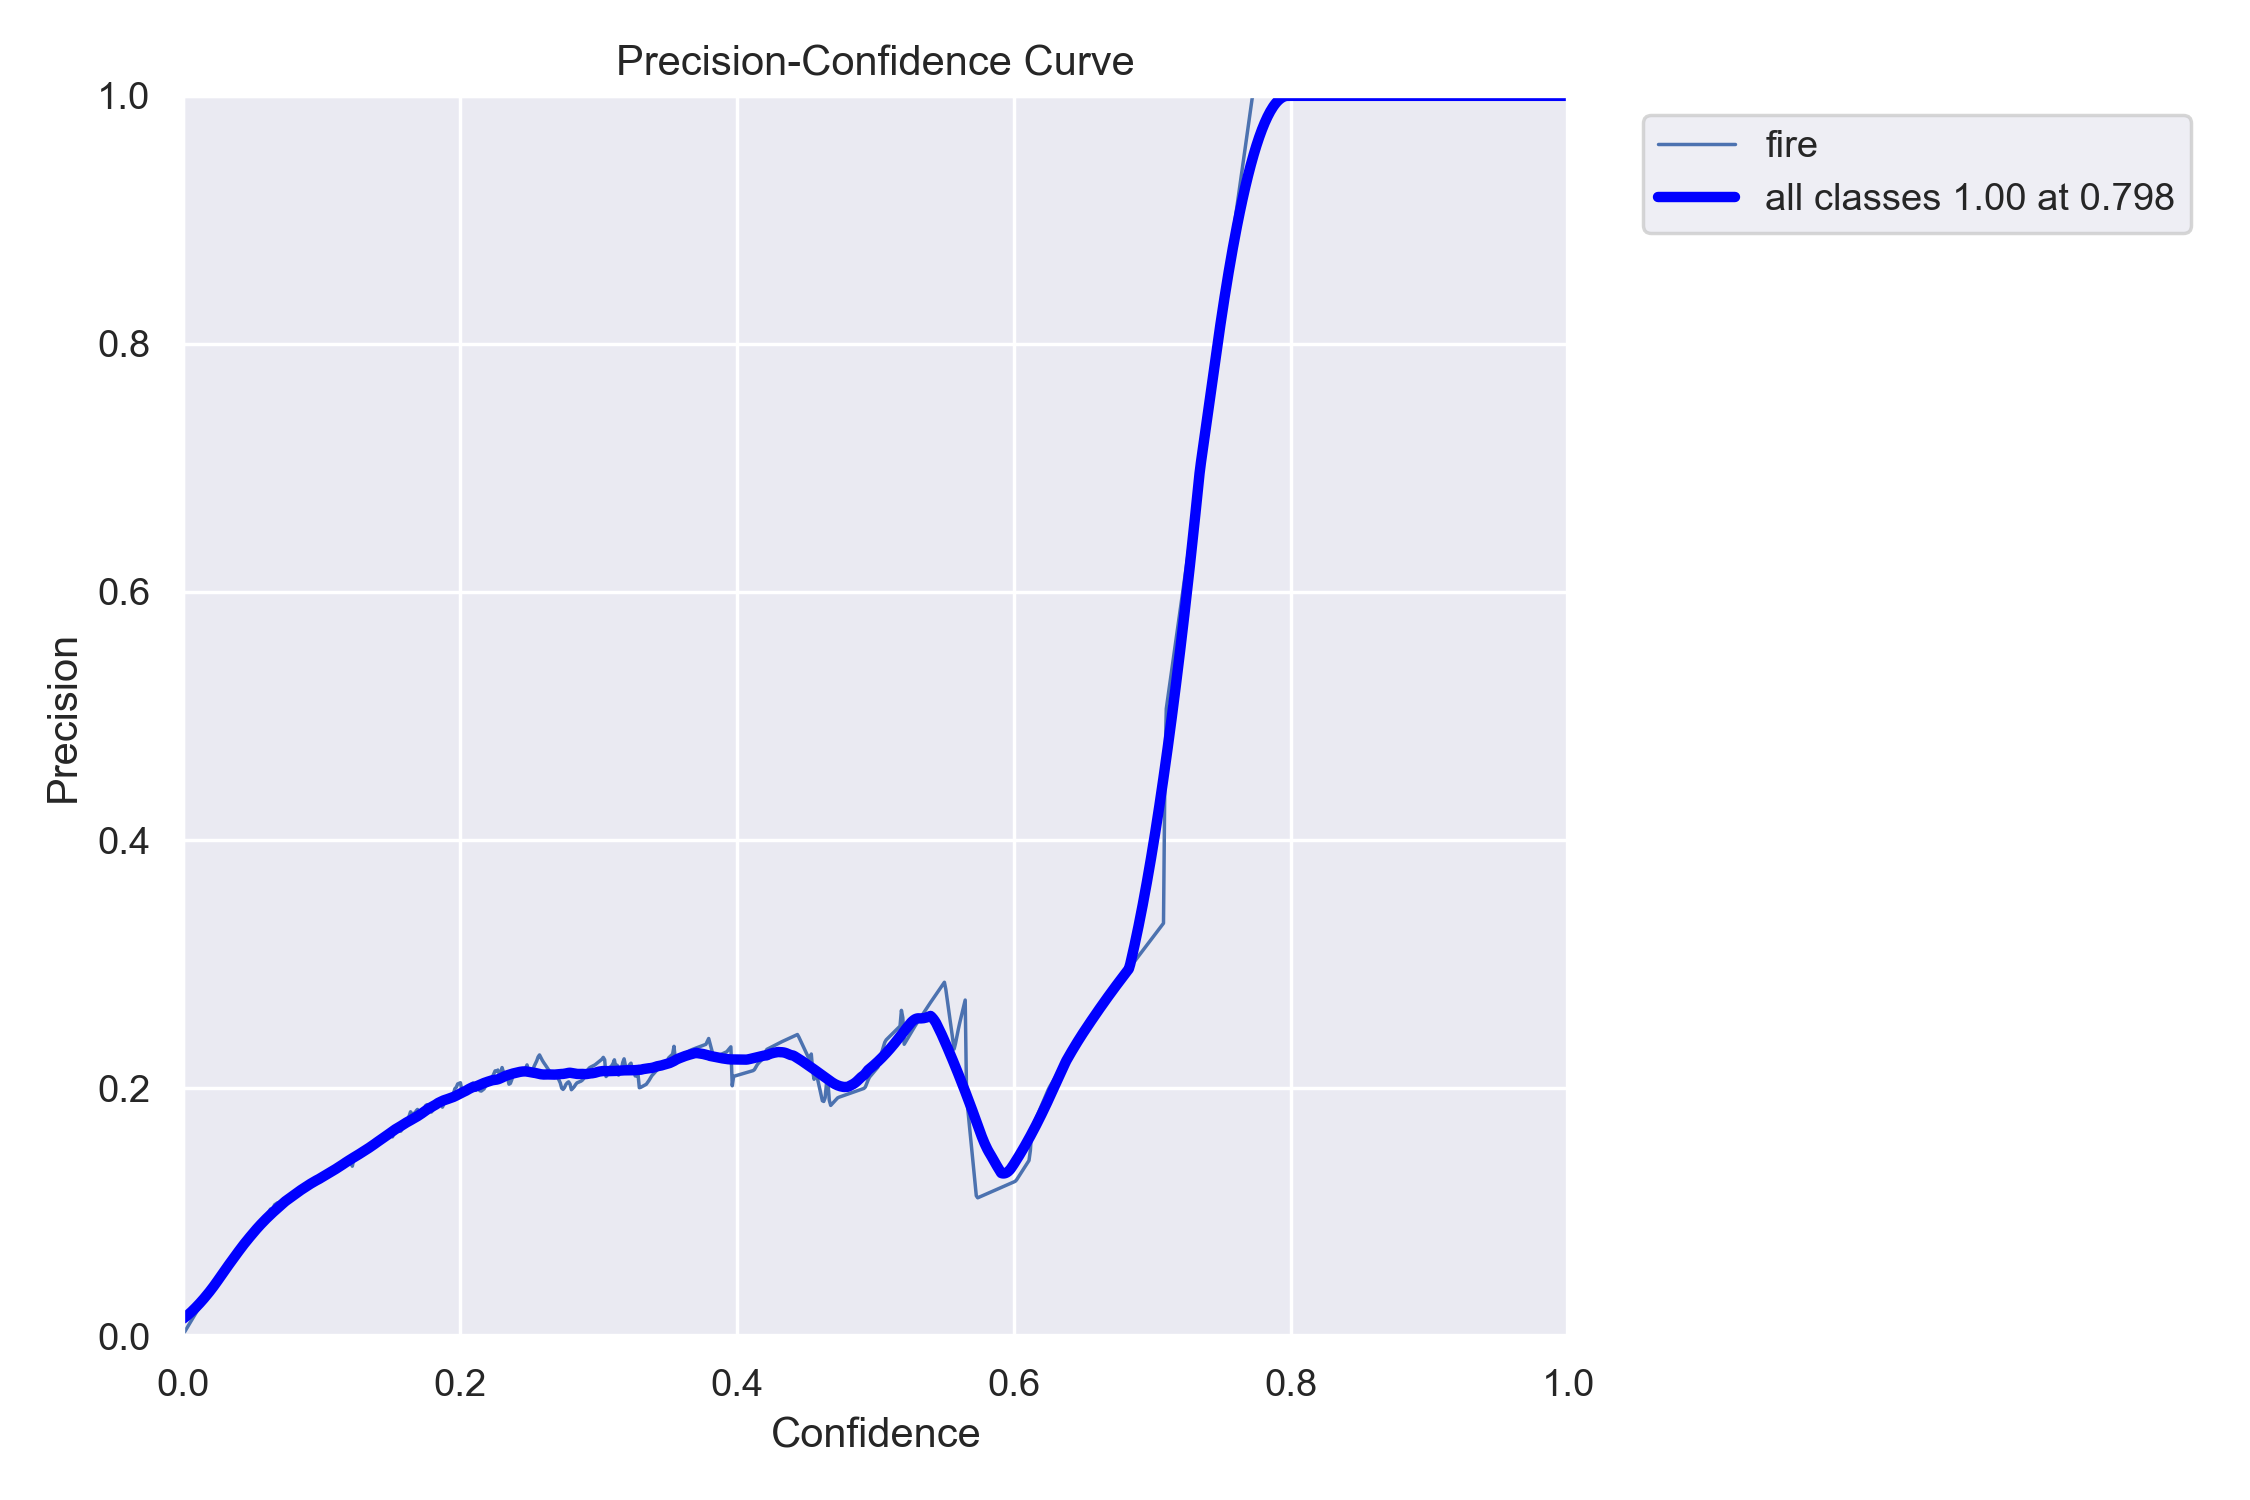 Precision-Confidence Curve
fire
all classes 1.00 at 0.798
Precision
1.0
0.8
0.6
0.4
0.2
0.0
0.0 0.2 0.4 0.6 0.8 1.0
Confidence